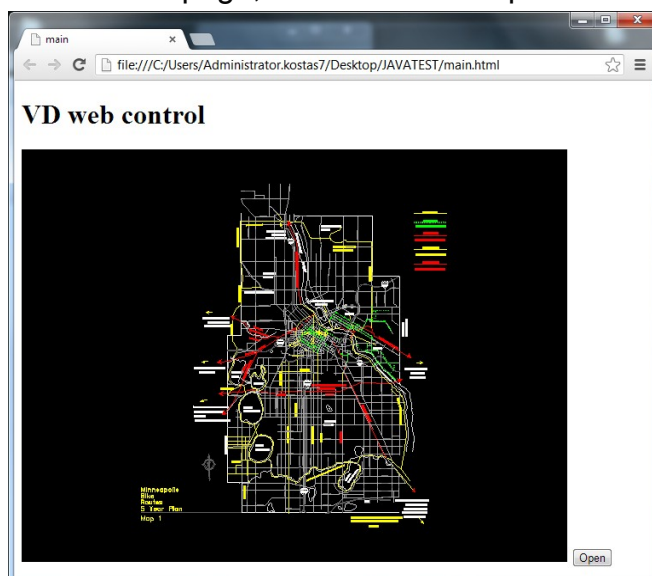 main
file:///C:/Users/Administrator.kostas7/Desktop/JAVATEST/main.html
VD web control
Minneapolis
Bike
Routes
5 Year Plan
Map 1
Open